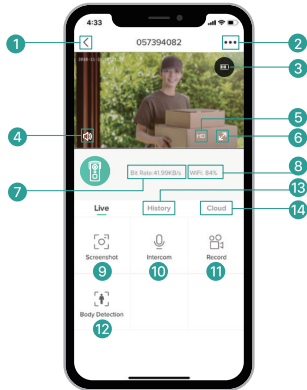 4:33
1
057394082
2
3
4
HD
5
6
7
Bit Rate:41.99KB/s
WiFi: 84%
8
13
Live
History
Cloud
14
Screenshot
Intercom
Record
9
10
11
Body Detection
12